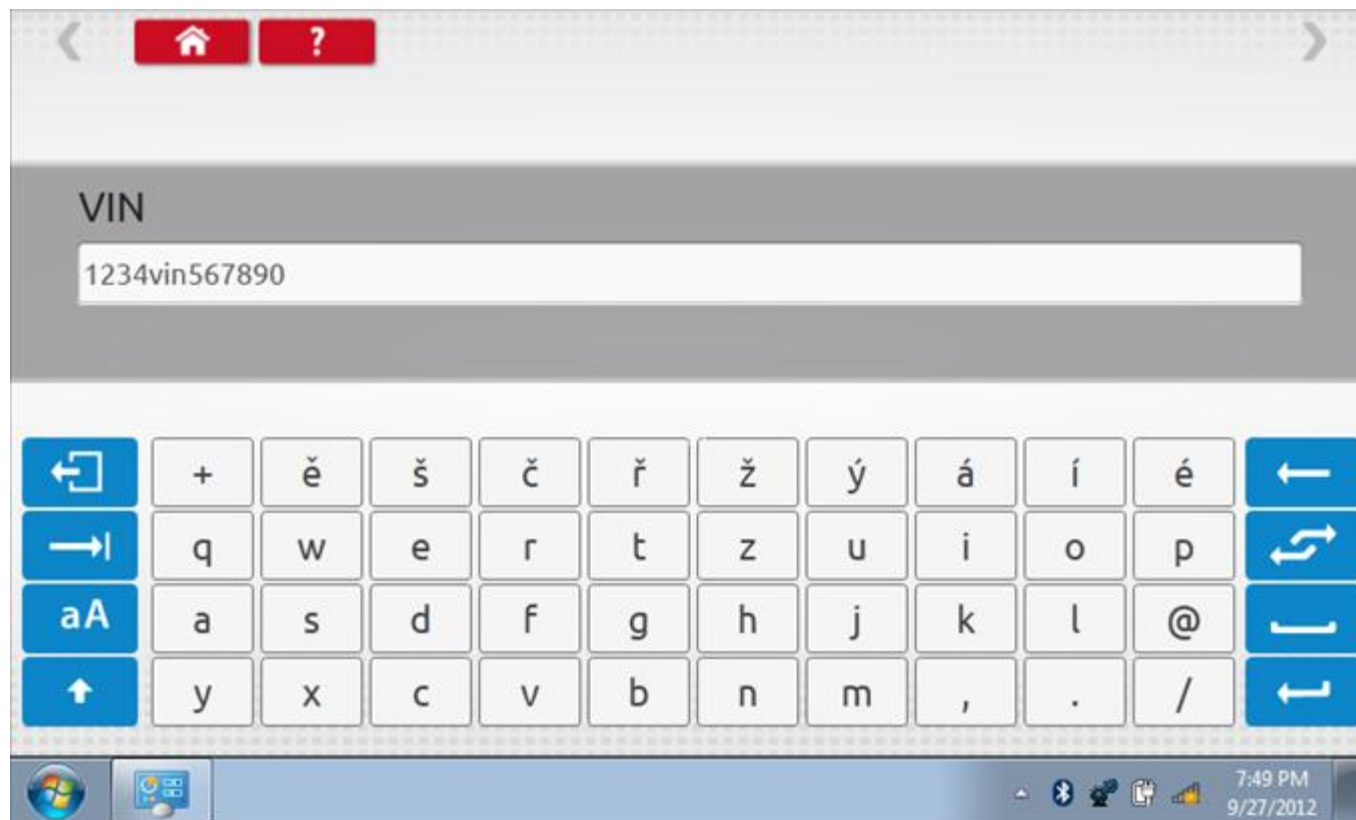 ?
VIN
1234vin567890
+ ě š č ř ž ý á í é
q w e r t z u i o p
aA a s d f g h j k l @
y x c v b n m , . /
7:49 PM
9/27/2012